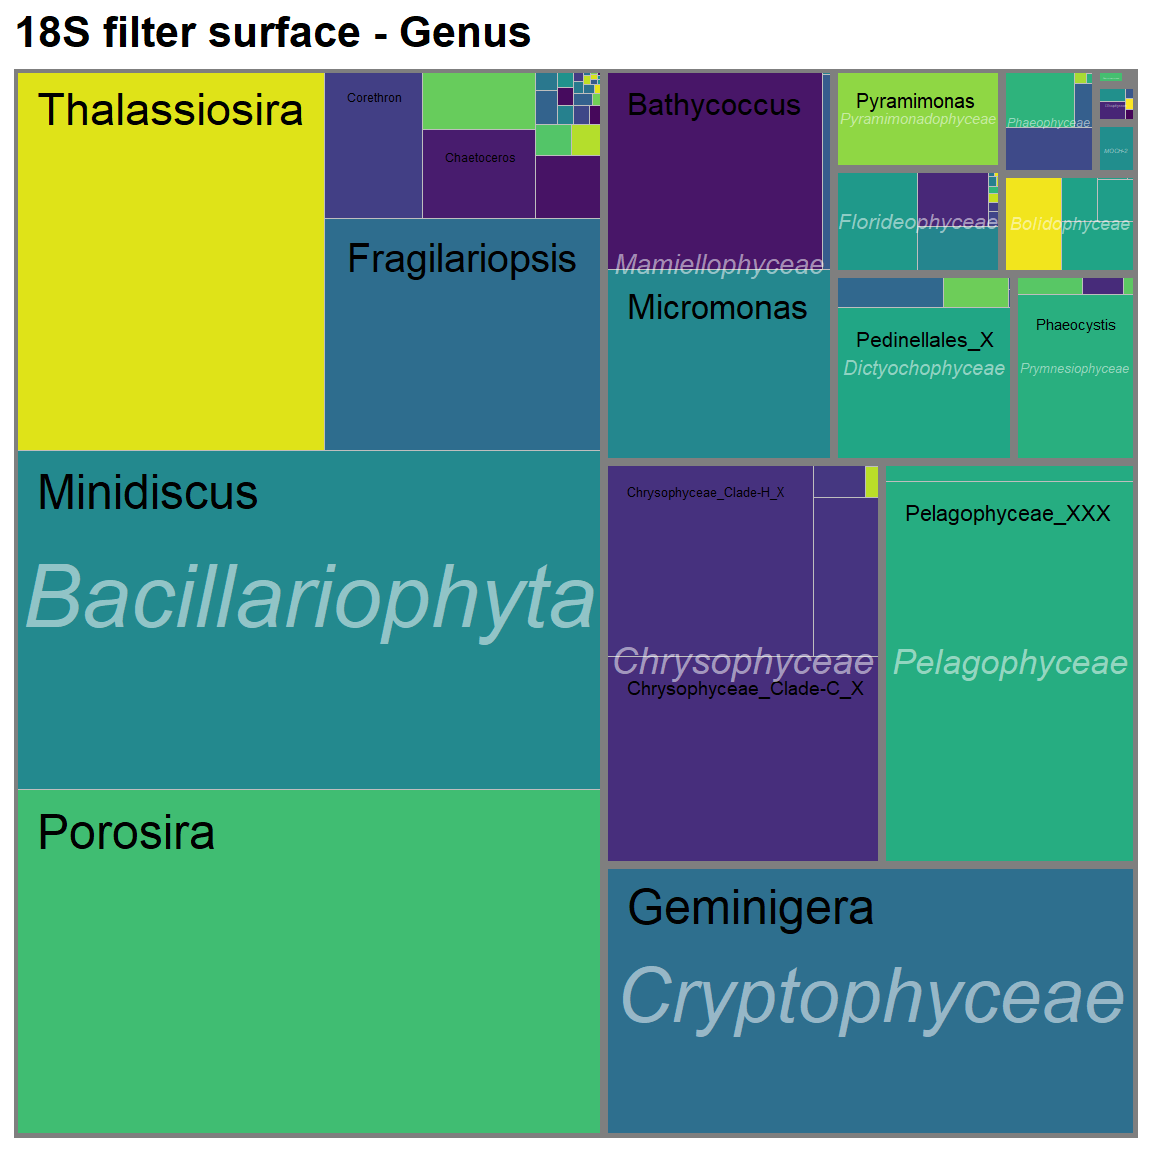 18S filter surface - Genus
Thalassiosira
Corethron
Chaetoceros
Fragilariopsis
Minidiscus
Bacillariophyta
Porosira
Bathycoccus
Mamiellophyceae
Micromonas
Pyramimonas
Pyramimonadophyceae
Phaeophyceae
MOCH-2
Florideophyceae
Bolidophyceae
Pedinellales_X
Dictyochophyceae
Phaeocystis
Prymnesiophyceae
Chrysophyceae_Clade-H_X
Chrysophyceae
Chrysophyceae_Clade-C_X
Pelagophyceae_XXX
Pelagophyceae
Geminigera
Cryptophyceae